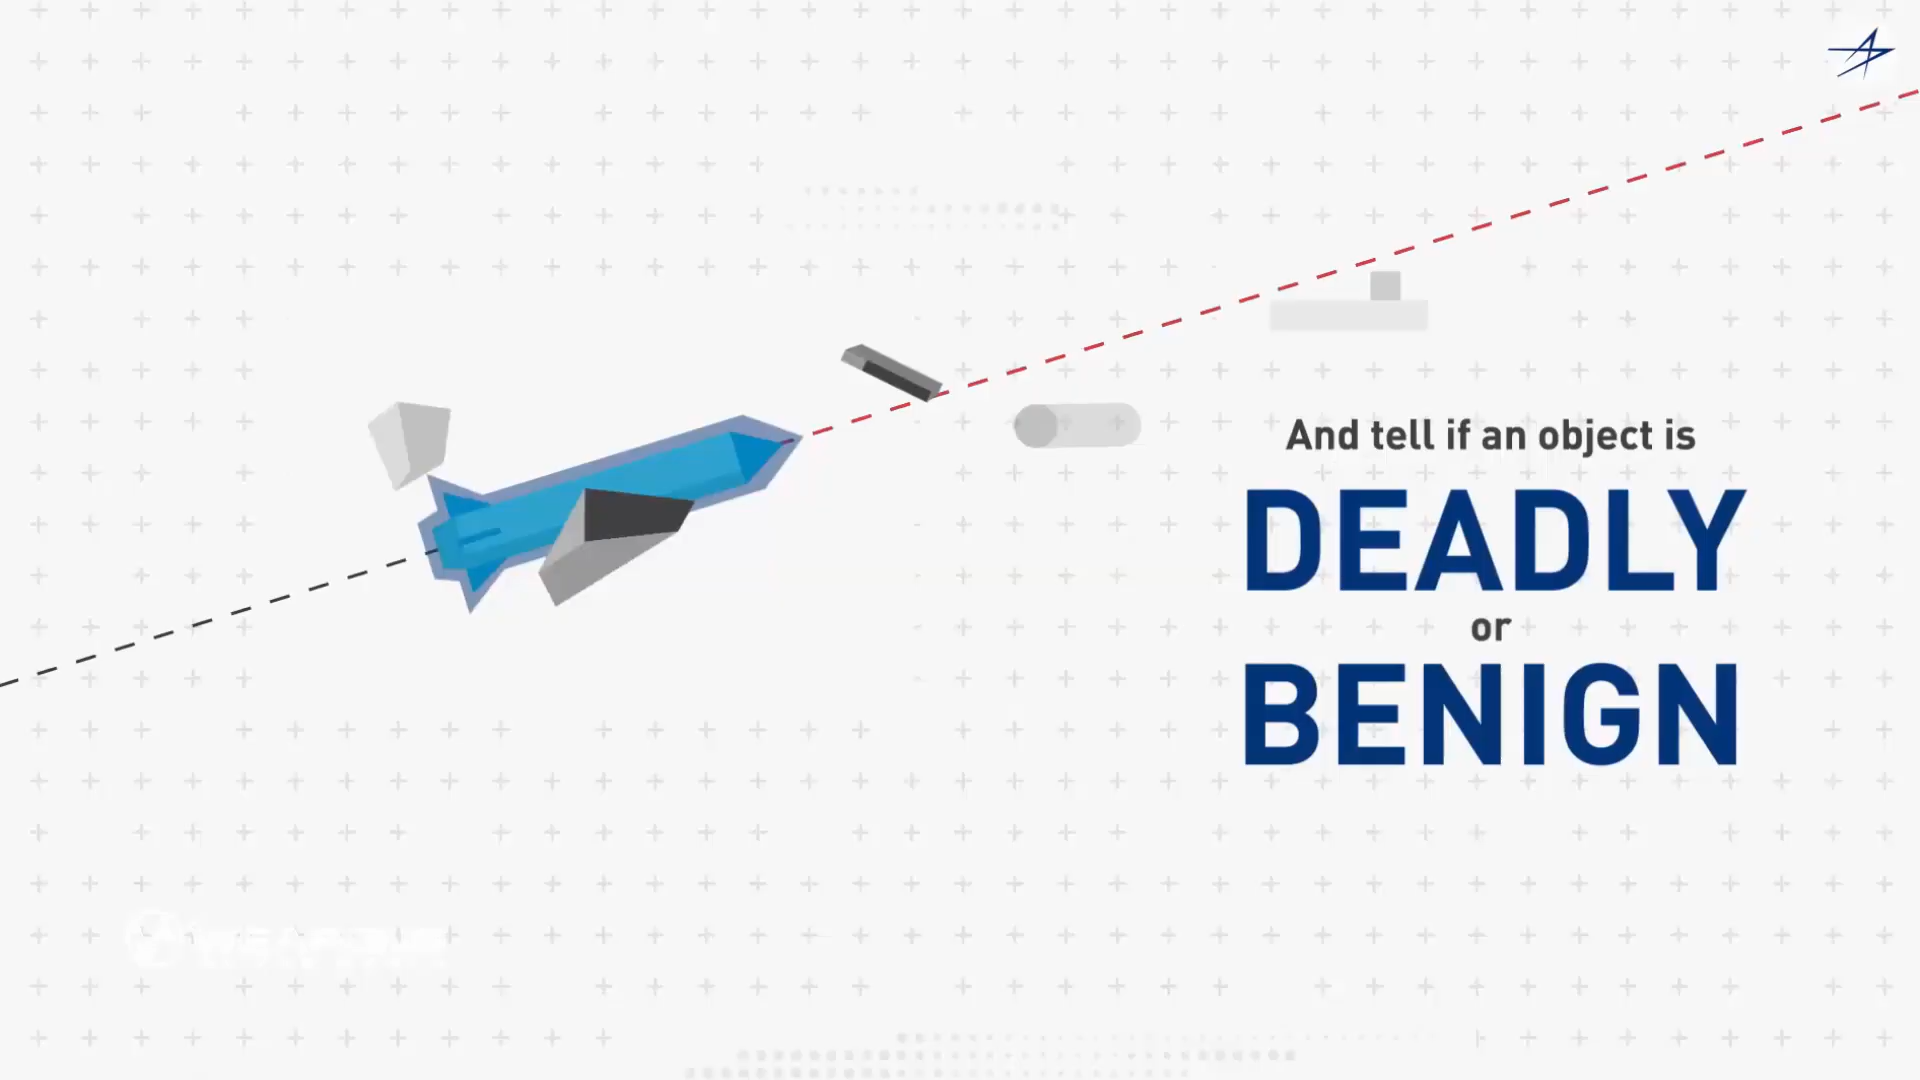 And tell if an object is
DEADLY
or
BENIGN